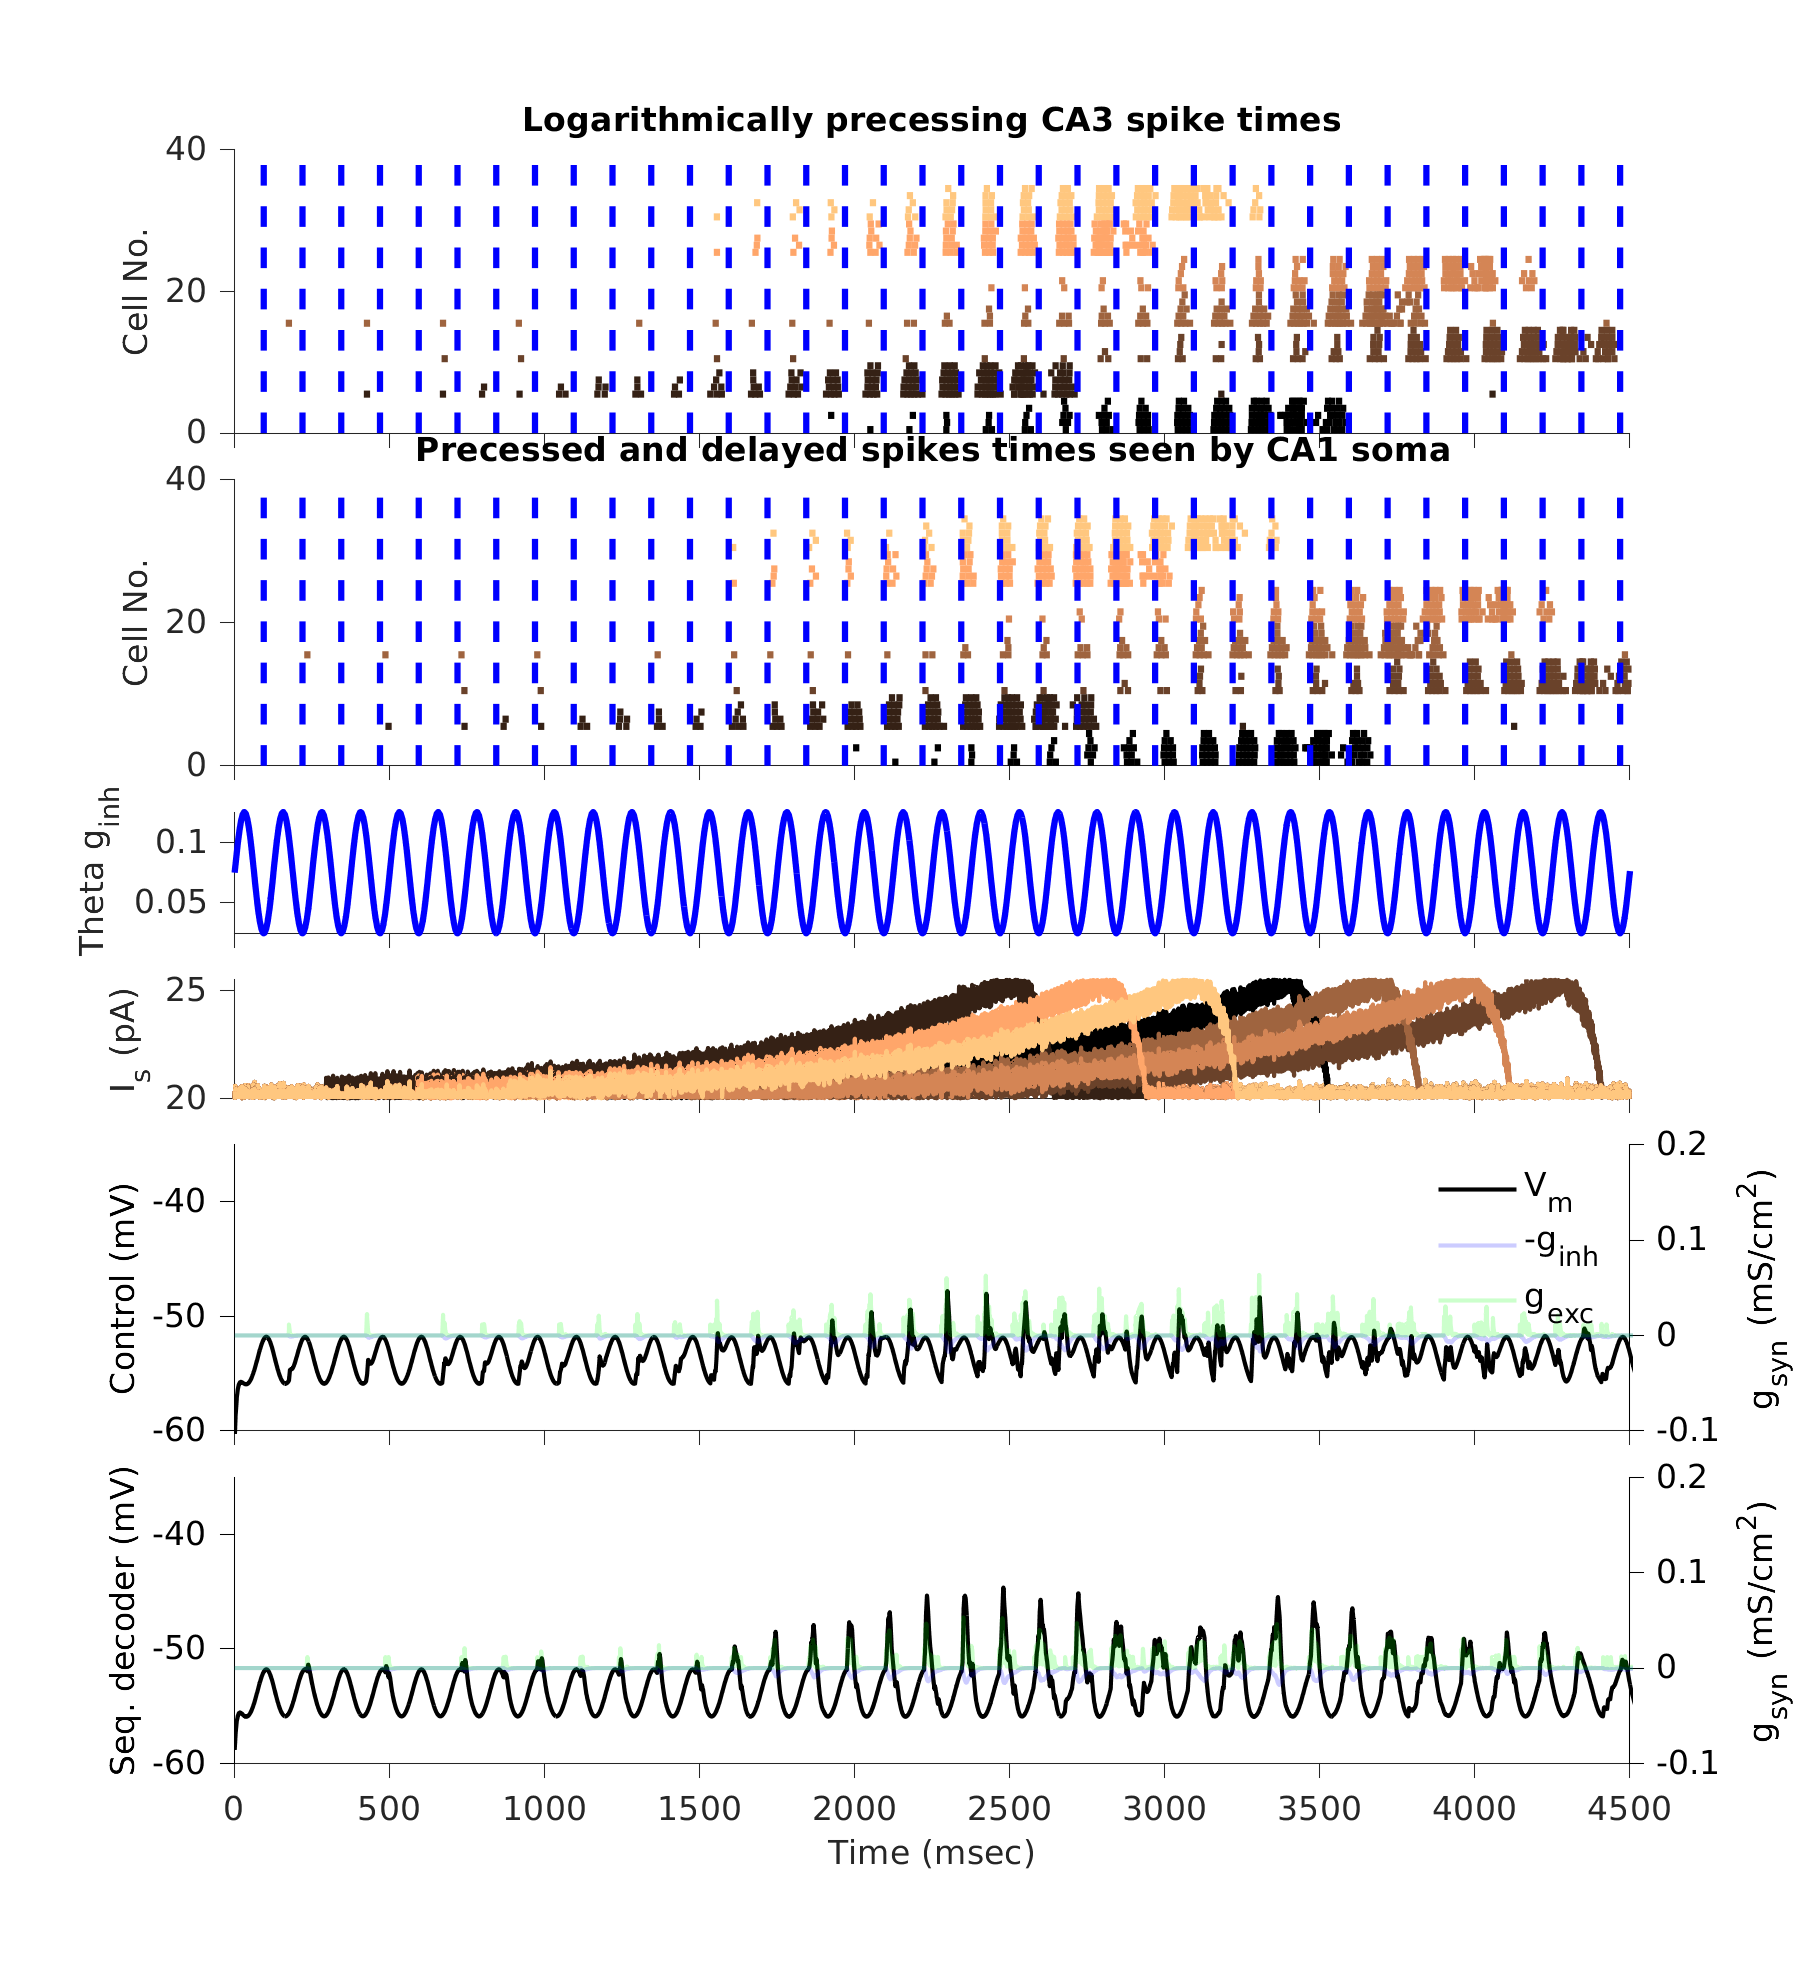 Logarithmically precessing CA3 spike times
40
20
0
Cell No.
Precessed and delayed spikes times seen by CA1 soma
40
20
0
Cell No.
0.1
0.05
Theta g_inh
25
20
I_s (pA)
-40
-50
-60
Control (mV)
V_m
-g_inh
g_exc
0.2
0.1
0
-0.1
g_syn (mS/cm^2)
-40
-50
-60
Seq. decoder (mV)
0.2
0.1
0
-0.1
g_syn (mS/cm^2)
0 500 1000 1500 2000 2500 3000 3500 4000 4500
Time (msec)